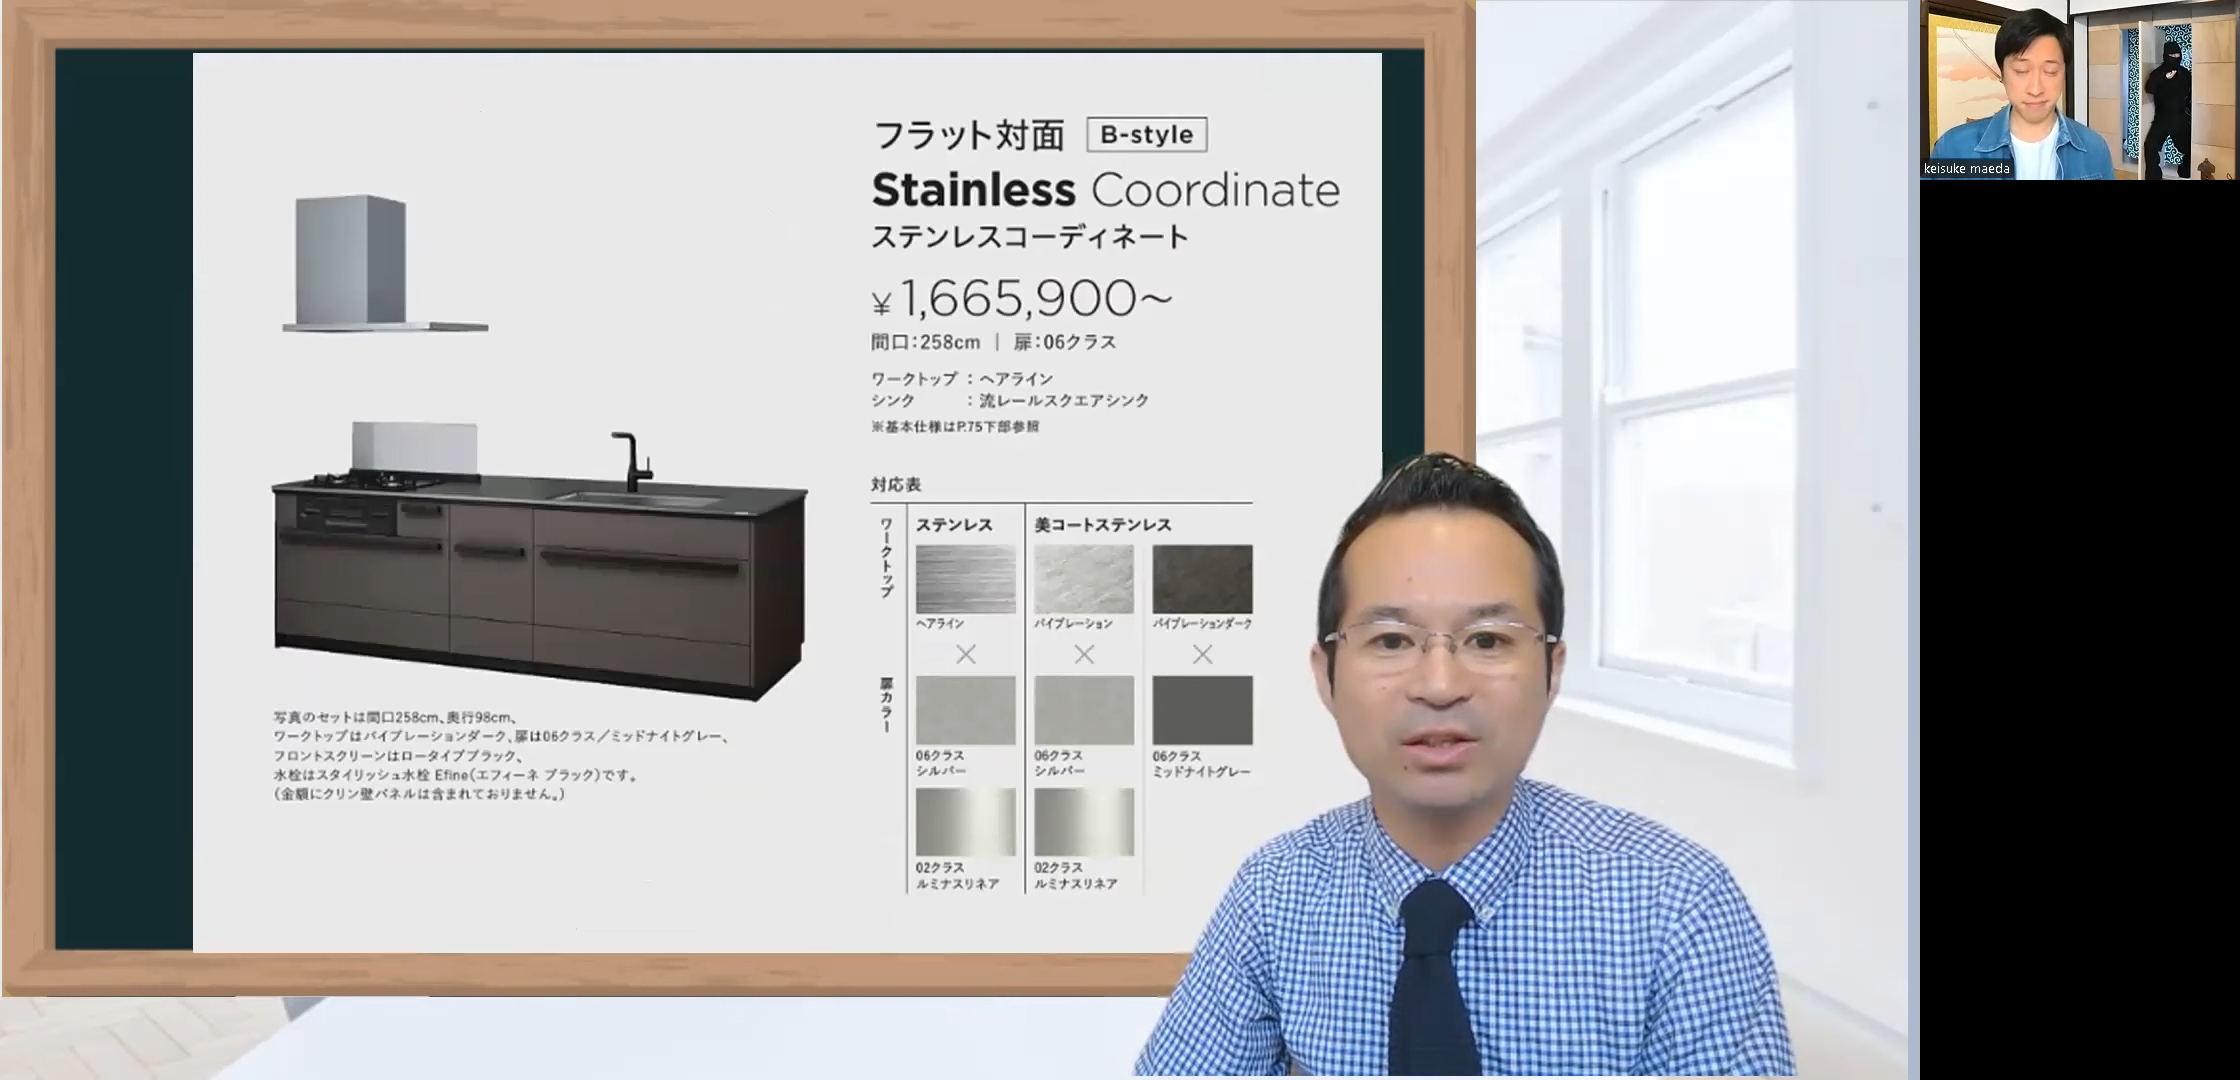 フラット対面 B-style
Stainless Coordinate
ステンレスコーディネート
¥1,665,900〜
間口:258cm | 扉:06クラス
ワークトップ:ヘアライン
シンク:流レールスクエアシンク
※基本仕様はP.75下部参照
対応表
ワークトップ
ステンレス
美コートステンレス
ヘアライン
バイブレーション
バイブレーションダーク
扉カラー
06クラス
シルバー
06クラス
シルバー
06クラス
ミッドナイトグレー
02クラス
ルミナスリネア
02クラス
ルミナスリネア
写真のセットは間口258cm、奥行98cm、
ワークトップはバイブレーションダーク、扉は06クラス/ミッドナイトグレー、
フロントスクリーンはロータイプブラック、
水栓はスタイリッシュ水栓 Efine(エフィーネ ブラック)です。
(金額にクリン壁パネルは含まれておりません。)
keisuke maeda